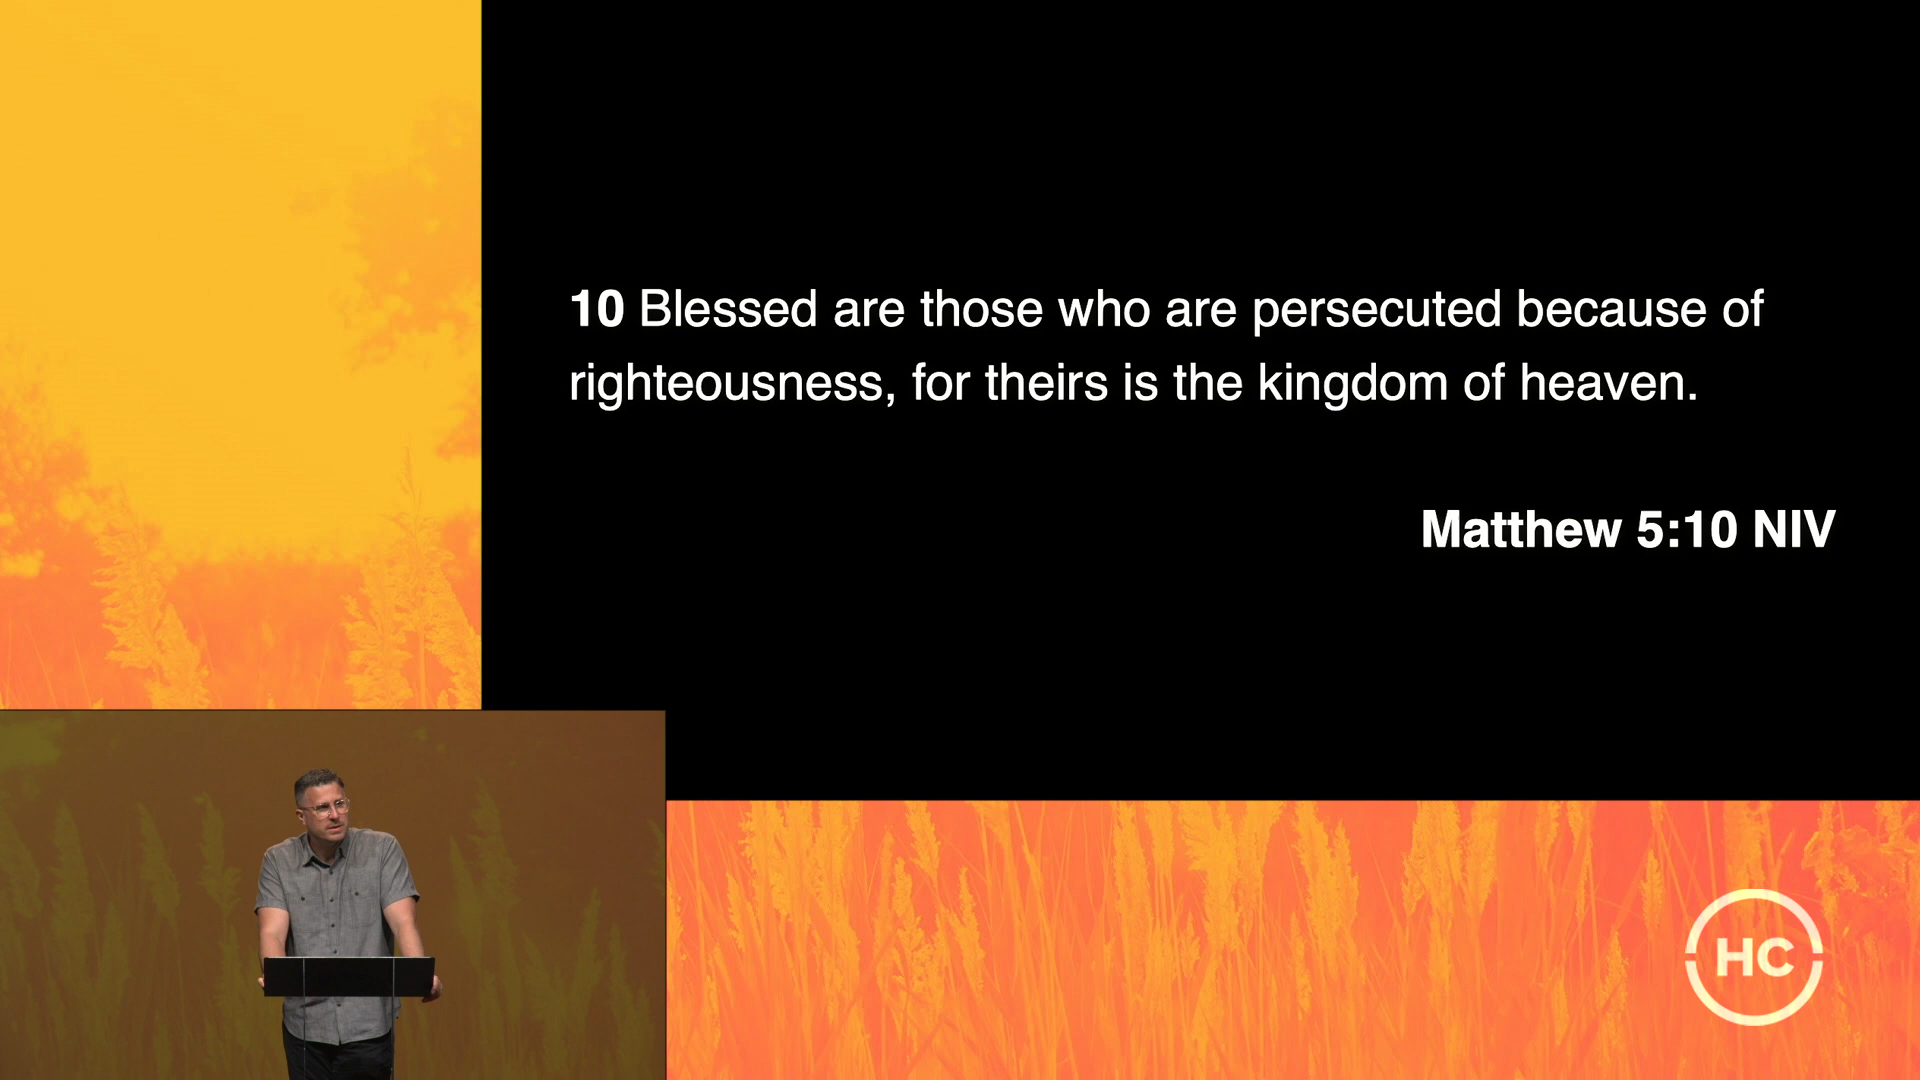 10 Blessed are those who are persecuted because of
righteousness, for theirs is the kingdom of heaven.
Matthew 5:10 NIV
HC